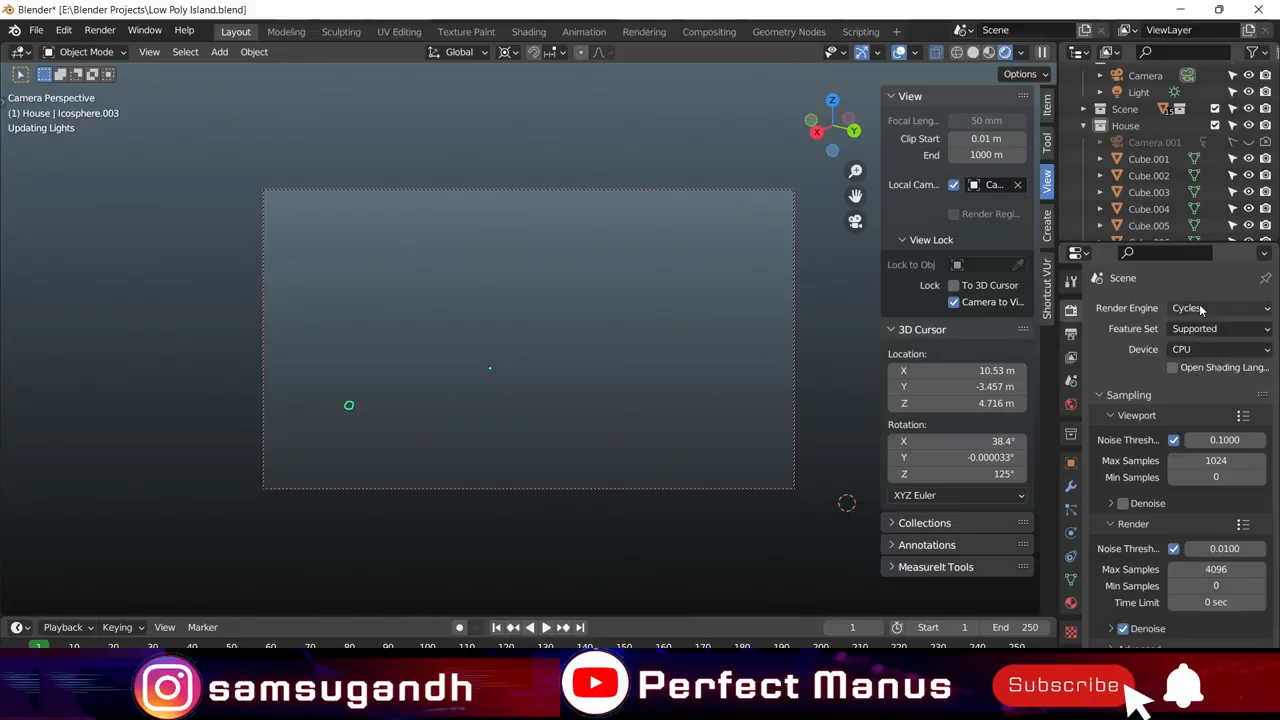 Blender* [E:\Blender Projects\Low Poly Island.blend]
File Edit Render Window Help Layout Modeling Sculpting UV Editing Texture Paint Shading Animation Rendering Compositing Geometry Nodes Scripting + Scene ViewLayer
Object Mode View Select Add Object Global
Options
Camera Perspective
(1) House | Icosphere.003
Updating Lights
Z
X
Y
View
Focal Leng... 50 mm
Clip Start 0.01 m
End 1000 m
Local Cam... Ca...
Render Regi...
View Lock
Lock to Obj
Lock To 3D Cursor
Camera to Vi...
3D Cursor
Location:
X 10.53 m
Y -3.457 m
Z 4.716 m
Rotation:
X 38.4°
Y -0.000033°
Z 125°
XYZ Euler
Collections
Annotations
MeasureIt Tools
Item
Tool
View
Create
Shortcut VUr
Camera
Light
Scene 15
House
Camera.001
Cube.001
Cube.002
Cube.003
Cube.004
Cube.005
Scene
Render Engine Cycles
Feature Set Supported
Device CPU
Open Shading Lang...
Sampling
Viewport
Noise Thresh... 0.1000
Max Samples 1024
Min Samples 0
Denoise
Render
Noise Thresh... 0.0100
Max Samples 4096
Min Samples 0
Time Limit 0 sec
Denoise
Playback Keying View Marker 1 Start 1 End 250
1
samsugandh
Perfect Manus
Subscribe